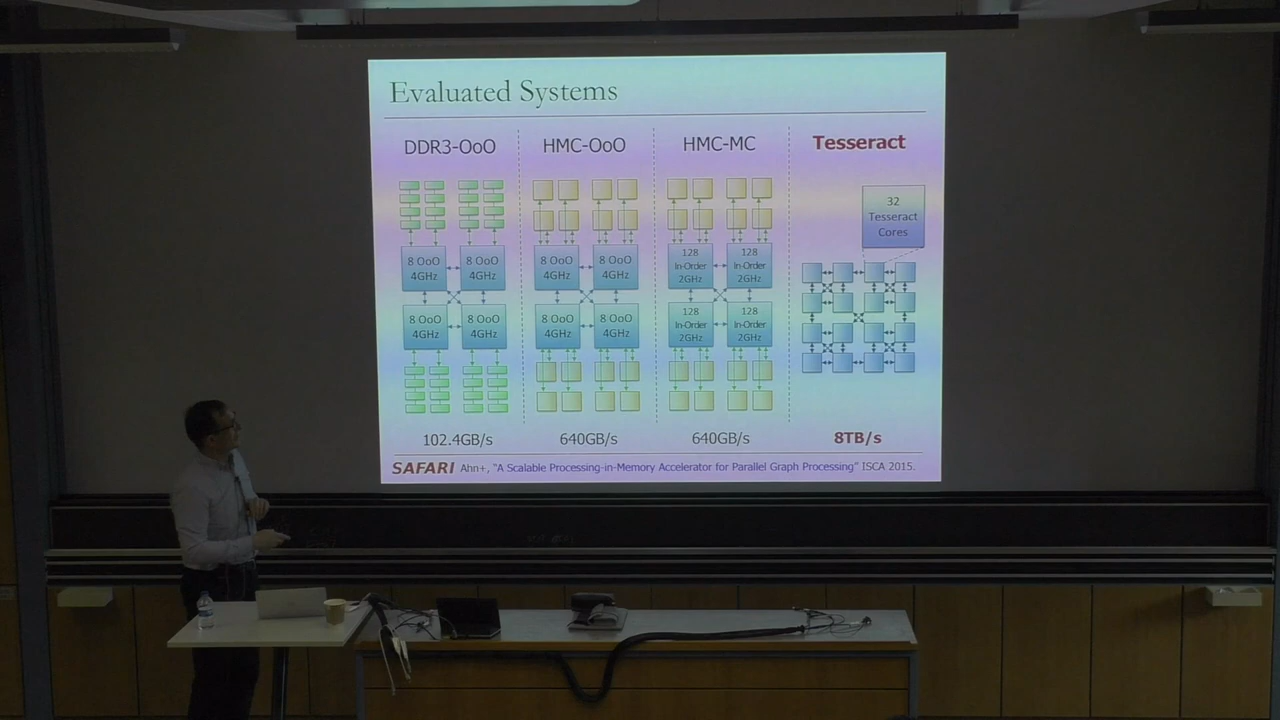 Evaluated Systems
DDR3-OoO
HMC-OoO
HMC-MC
Tesseract
32
Tesseract
Cores
8 OoO
4GHz
8 OoO
4GHz
8 OoO
4GHz
8 OoO
4GHz
8 OoO
4GHz
8 OoO
4GHz
8 OoO
4GHz
8 OoO
4GHz
128
In-Order
2GHz
128
In-Order
2GHz
128
In-Order
2GHz
128
In-Order
2GHz
102.4GB/s
640GB/s
640GB/s
8TB/s
SAFARI Ahn+, "A Scalable Processing-in-Memory Accelerator for Parallel Graph Processing" ISCA 2015.